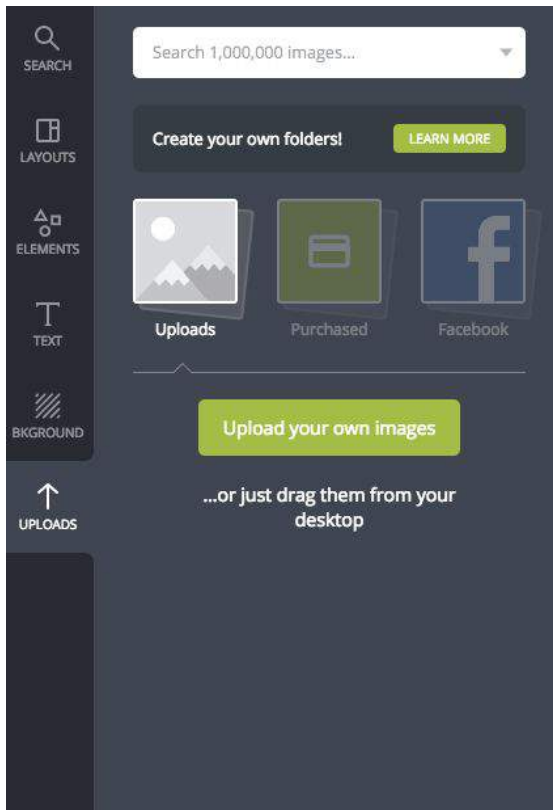 SEARCH
LAYOUTS
ELEMENTS
TEXT
BKGROUND
UPLOADS
Search 1,000,000 images...
Create your own folders!
LEARN MORE
Uploads
Purchased
Facebook
Upload your own images
...or just drag them from your
desktop